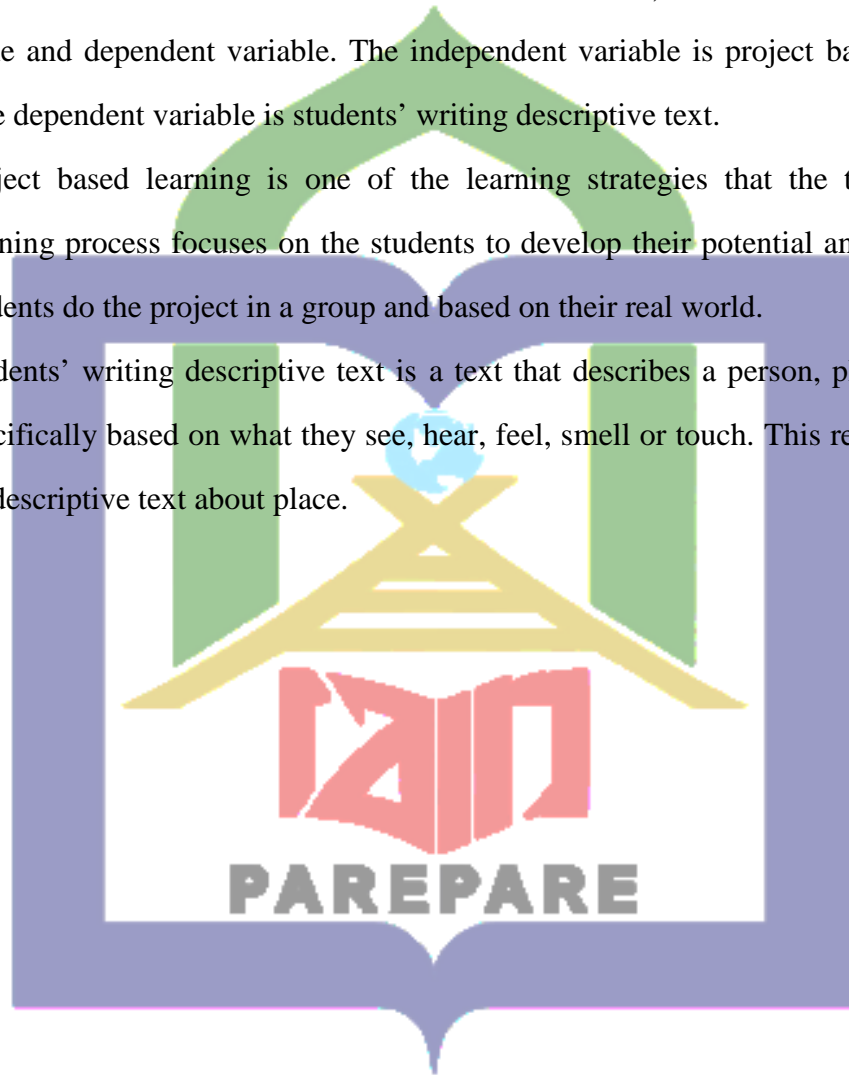 le and dependent variable. The independent variable is project ba
e dependent variable is students’ writing descriptive text.
ject based learning is one of the learning strategies that the t
ning process focuses on the students to develop their potential an
dents do the project in a group and based on their real world.
dents’ writing descriptive text is a text that describes a person, pl
cifically based on what they see, hear, feel, smell or touch. This re
descriptive text about place.
iain
PAREPARE